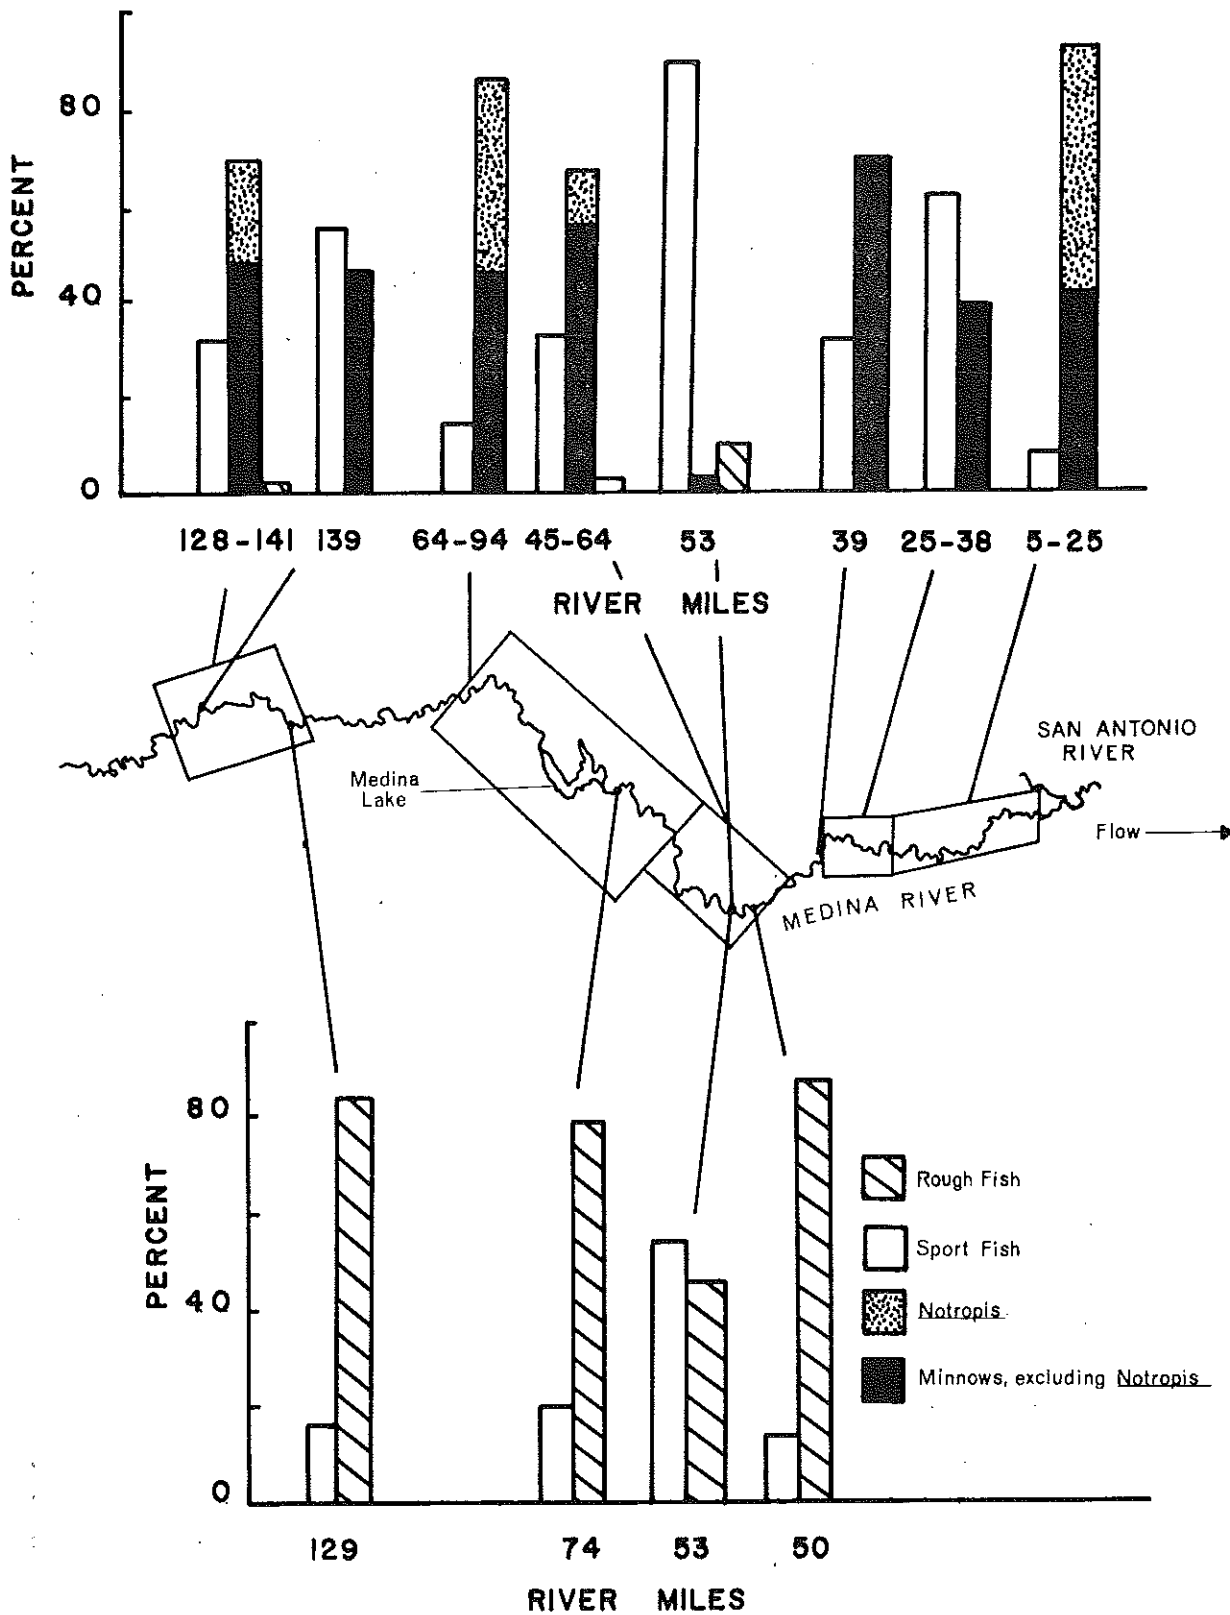 PERCENT
80
40
0
128-141 139 64-94 45-64 53 39 25-38 5-25
RIVER MILES
SAN ANTONIO
RIVER
Medina
Lake
Flow
MEDINA RIVER
PERCENT
80
40
0
Rough Fish
Sport Fish
Notropis
Minnows, excluding Notropis
129 74 53 50
RIVER MILES